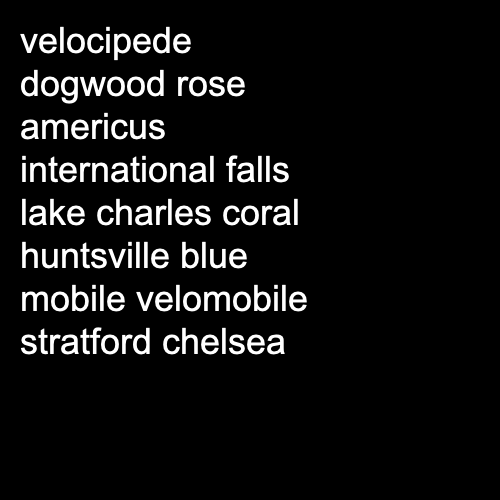 velocipede
dogwood rose
americus
international falls
lake charles coral
huntsville blue
mobile velomobile
stratford chelsea